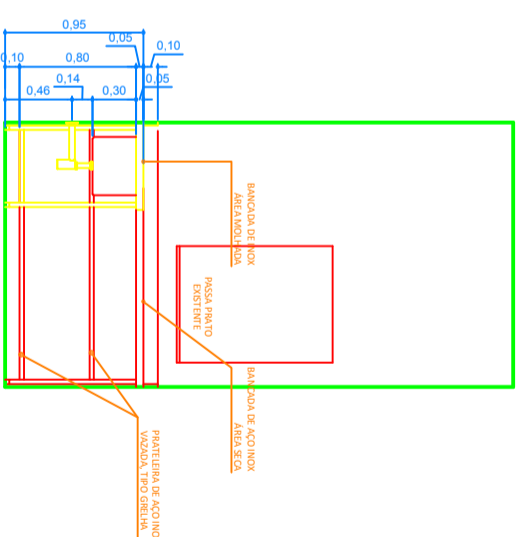 0,95
0,05
0,10
0,10
0,80
0,05
0,46
0,14
0,30
BANCADA DE INOX
ÁREA MOLHADA
PASSA PRATO
EXISTENTE
BANCADA DE AÇO INOX
ÁREA SECA
PRATELEIRA DE AÇO INO
VAZADA, TIPO GRELHA